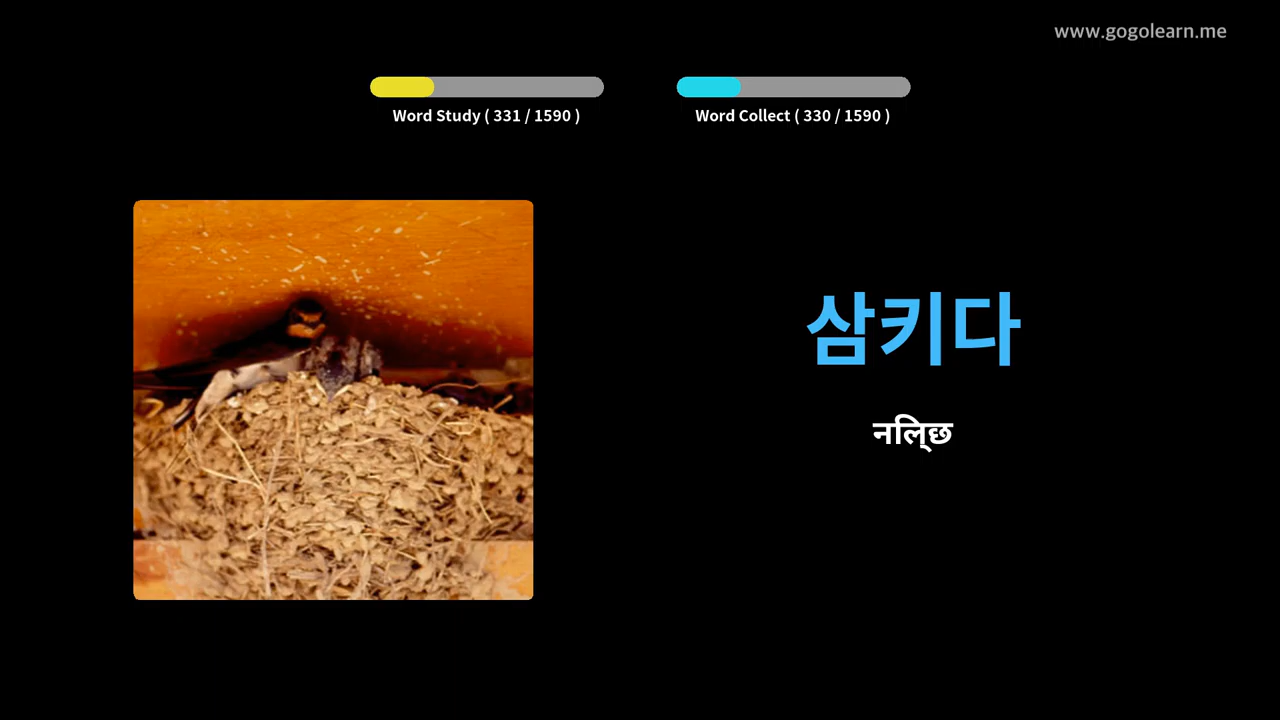 www.gogolearn.me
Word Study ( 331 / 1590 )
Word Collect ( 330 / 1590 )
삼키다
नलि्छ